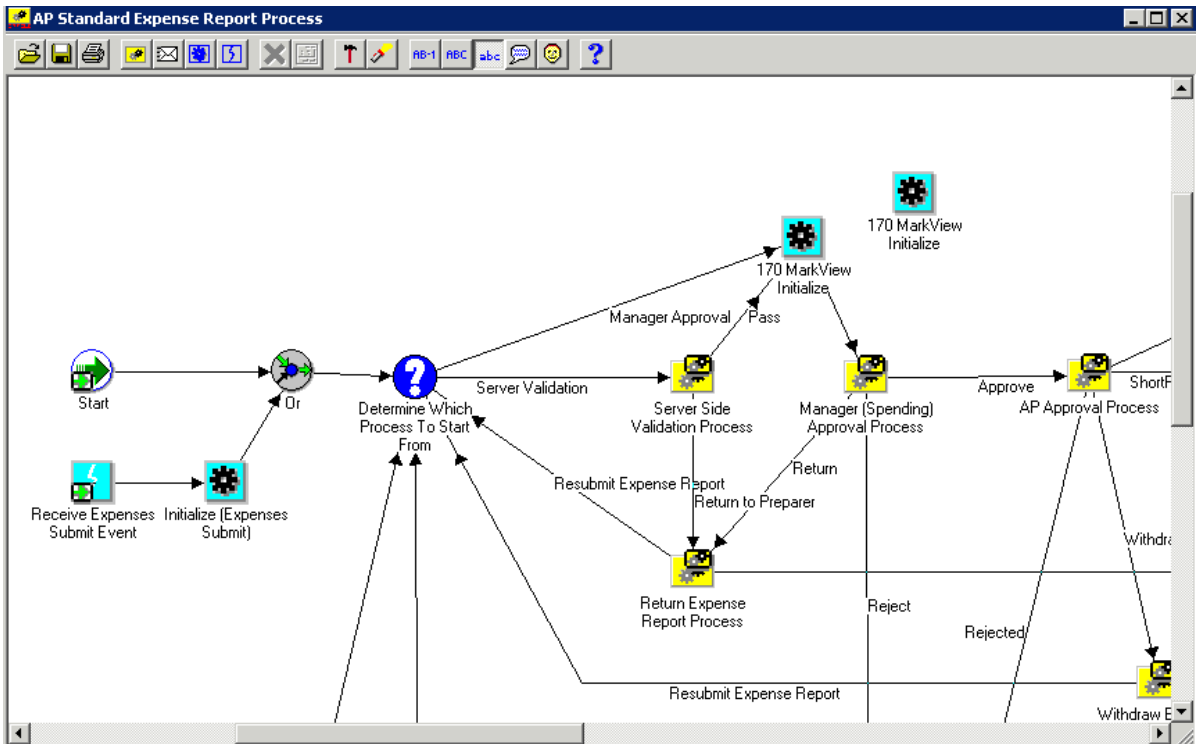 AP Standard Expense Report Process
AB-1 ABC abc
170 MarkView
Initialize
170 MarkView
Initialize
Manager Approval
Pass
Start
Or
Server Validation
Approve
ShortF
Determine Which
Process To Start
From
Server Side
Validation Process
Manager (Spending)
Approval Process
AP Approval Process
Return
Resubmit Expense Report
Return to Preparer
Receive Expenses
Submit Event
Initialize (Expenses
Submit)
Withdra
Return Expense
Report Process
Reject
Rejected
Resubmit Expense Report
Withdraw E